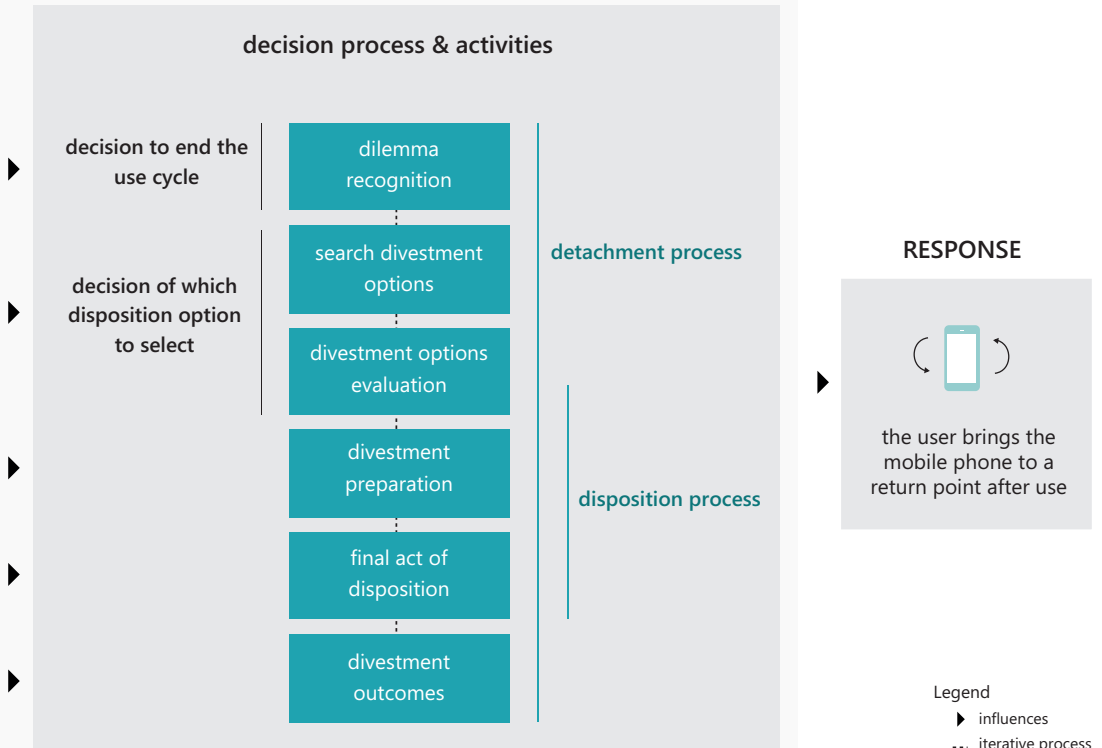 decision process & activities
decision to end the
use cycle
dilemma
recognition
search divestment
options
detachment process
decision of which
disposition option
to select
divestment options
evaluation
divestment
preparation
disposition process
final act of
disposition
divestment
outcomes
RESPONSE
the user brings the
mobile phone to a
return point after use
Legend
influences
iterative process